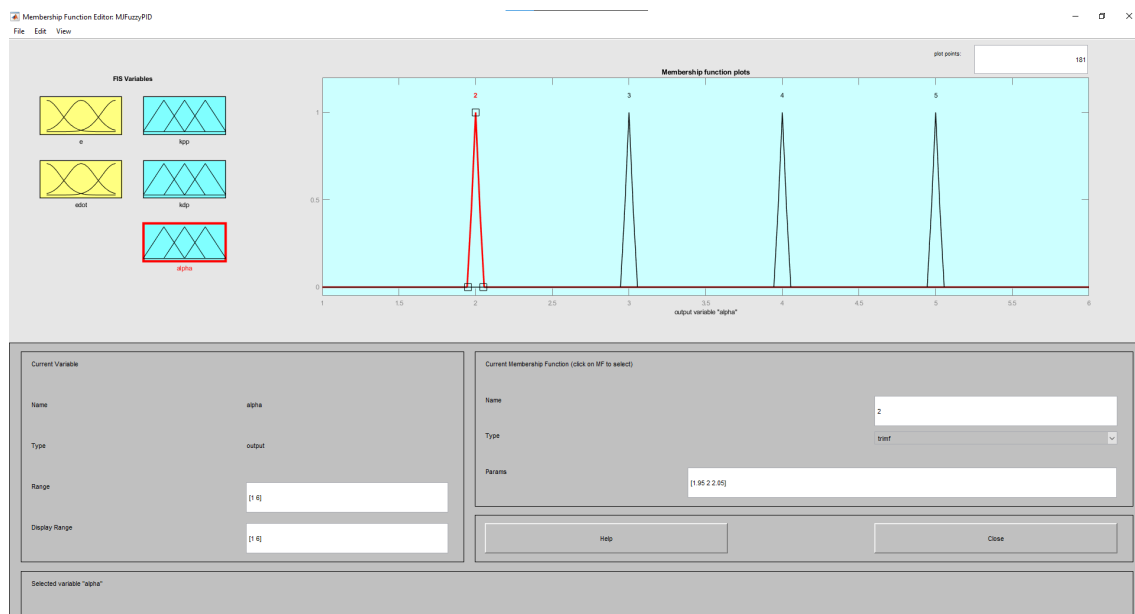 Membership Function Editor: MJFuzzyPID
File Edit View
plot points:
181
FIS Variables
Membership function plots
e
kpp
edot
kdp
alpha
2 3 4 5
1
0.5
0
1 1.5 2 2.5 3 3.5 4 4.5 5 5.5 6
output variable "alpha"
Current Variable
Name alpha
Type output
Range [1 6]
Display Range [1 6]
Current Membership Function (click on MF to select)
Name 2
Type trimf
Params [1.95 2 2.05]
Help Close
Selected variable "alpha"